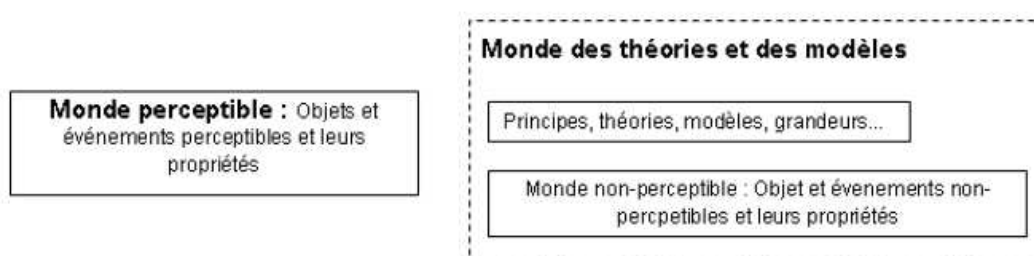 Monde perceptible : Objets et
événements perceptibles et leurs
propriétés
Monde des théories et des modèles
Principes, théories, modèles, grandeurs...
Monde non-perceptible : Objet et évenements non-
percpetibles et leurs propriétés